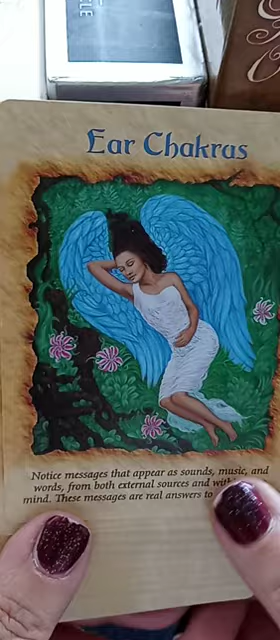 Ear Chakras
Notice messages that appear as sounds, music, and
words, from both external sources and
mind. These messages are real answers to